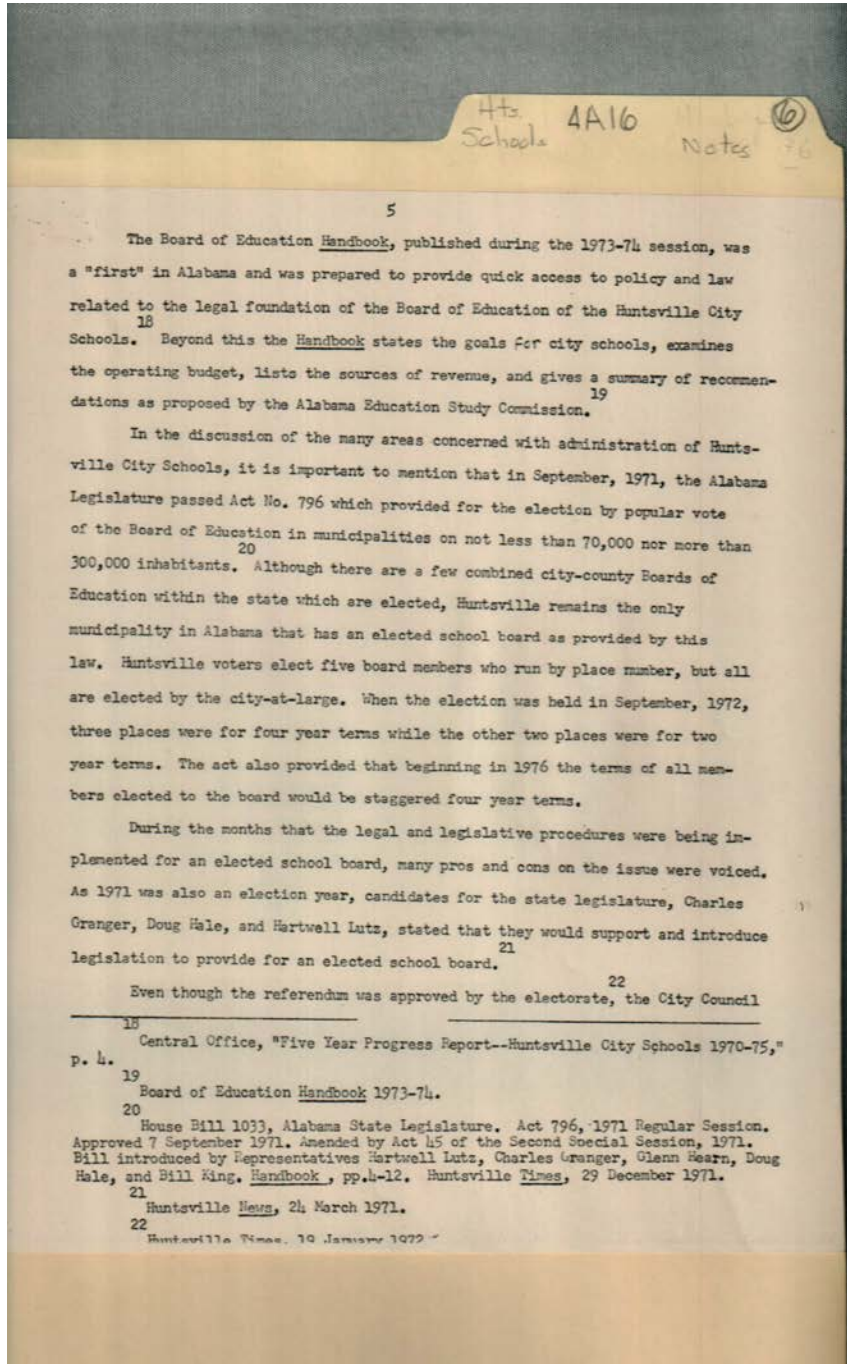 Hts. 4A16 6
Schools Notes
5
The Board of Education Handbook, published during the 1973-74 session, was
a "first" in Alabama and was prepared to provide quick access to policy and law
related to the legal foundation of the Board of Education of the Huntsville City
18
Schools. Beyond this the Handbook states the goals for city schools, examines
the operating budget, lists the sources of revenue, and gives a summary of recommen-
19
dations as proposed by the Alabama Education Study Commission.
In the discussion of the many areas concerned with administration of Hunts-
ville City Schools, it is important to mention that in September, 1971, the Alabama
Legislature passed Act No. 796 which provided for the election by popular vote
of the Board of Education in municipalities on not less than 70,000 nor more than
20
300,000 inhabitants. Although there are a few combined city-county Boards of
Education within the state which are elected, Huntsville remains the only
municipality in Alabama that has an elected school board as provided by this
law. Huntsville voters elect five board members who run by place number, but all
are elected by the city-at-large. When the election was held in September, 1972,
three places were for four year terms while the other two places were for two
year terms. The act also provided that beginning in 1976 the terms of all mem-
bers elected to the board would be staggered four year terms.
During the months that the legal and legislative procedures were being im-
plemented for an elected school board, many pros and cons on the issue were voiced.
As 1971 was also an election year, candidates for the state legislature, Charles
Granger, Doug Hale, and Hartwell Lutz, stated that they would support and introduce
21
legislation to provide for an elected school board.
22
Even though the referendum was approved by the electorate, the City Council
18
Central Office, "Five Year Progress Report--Huntsville City Schools 1970-75,"
p. 4.
19
Board of Education Handbook 1973-74.
20
House Bill 1033, Alabama State Legislature. Act 796, 1971 Regular Session.
Approved 7 September 1971. Amended by Act 45 of the Second Special Session, 1971.
Bill introduced by Representatives Hartwell Lutz, Charles Granger, Glenn Hearn, Doug
Hale, and Bill King. Handbook , pp.4-12. Huntsville Times, 29 December 1971.
21
Huntsville News, 24 March 1971.
22
Huntsville Times, 19 January 1972